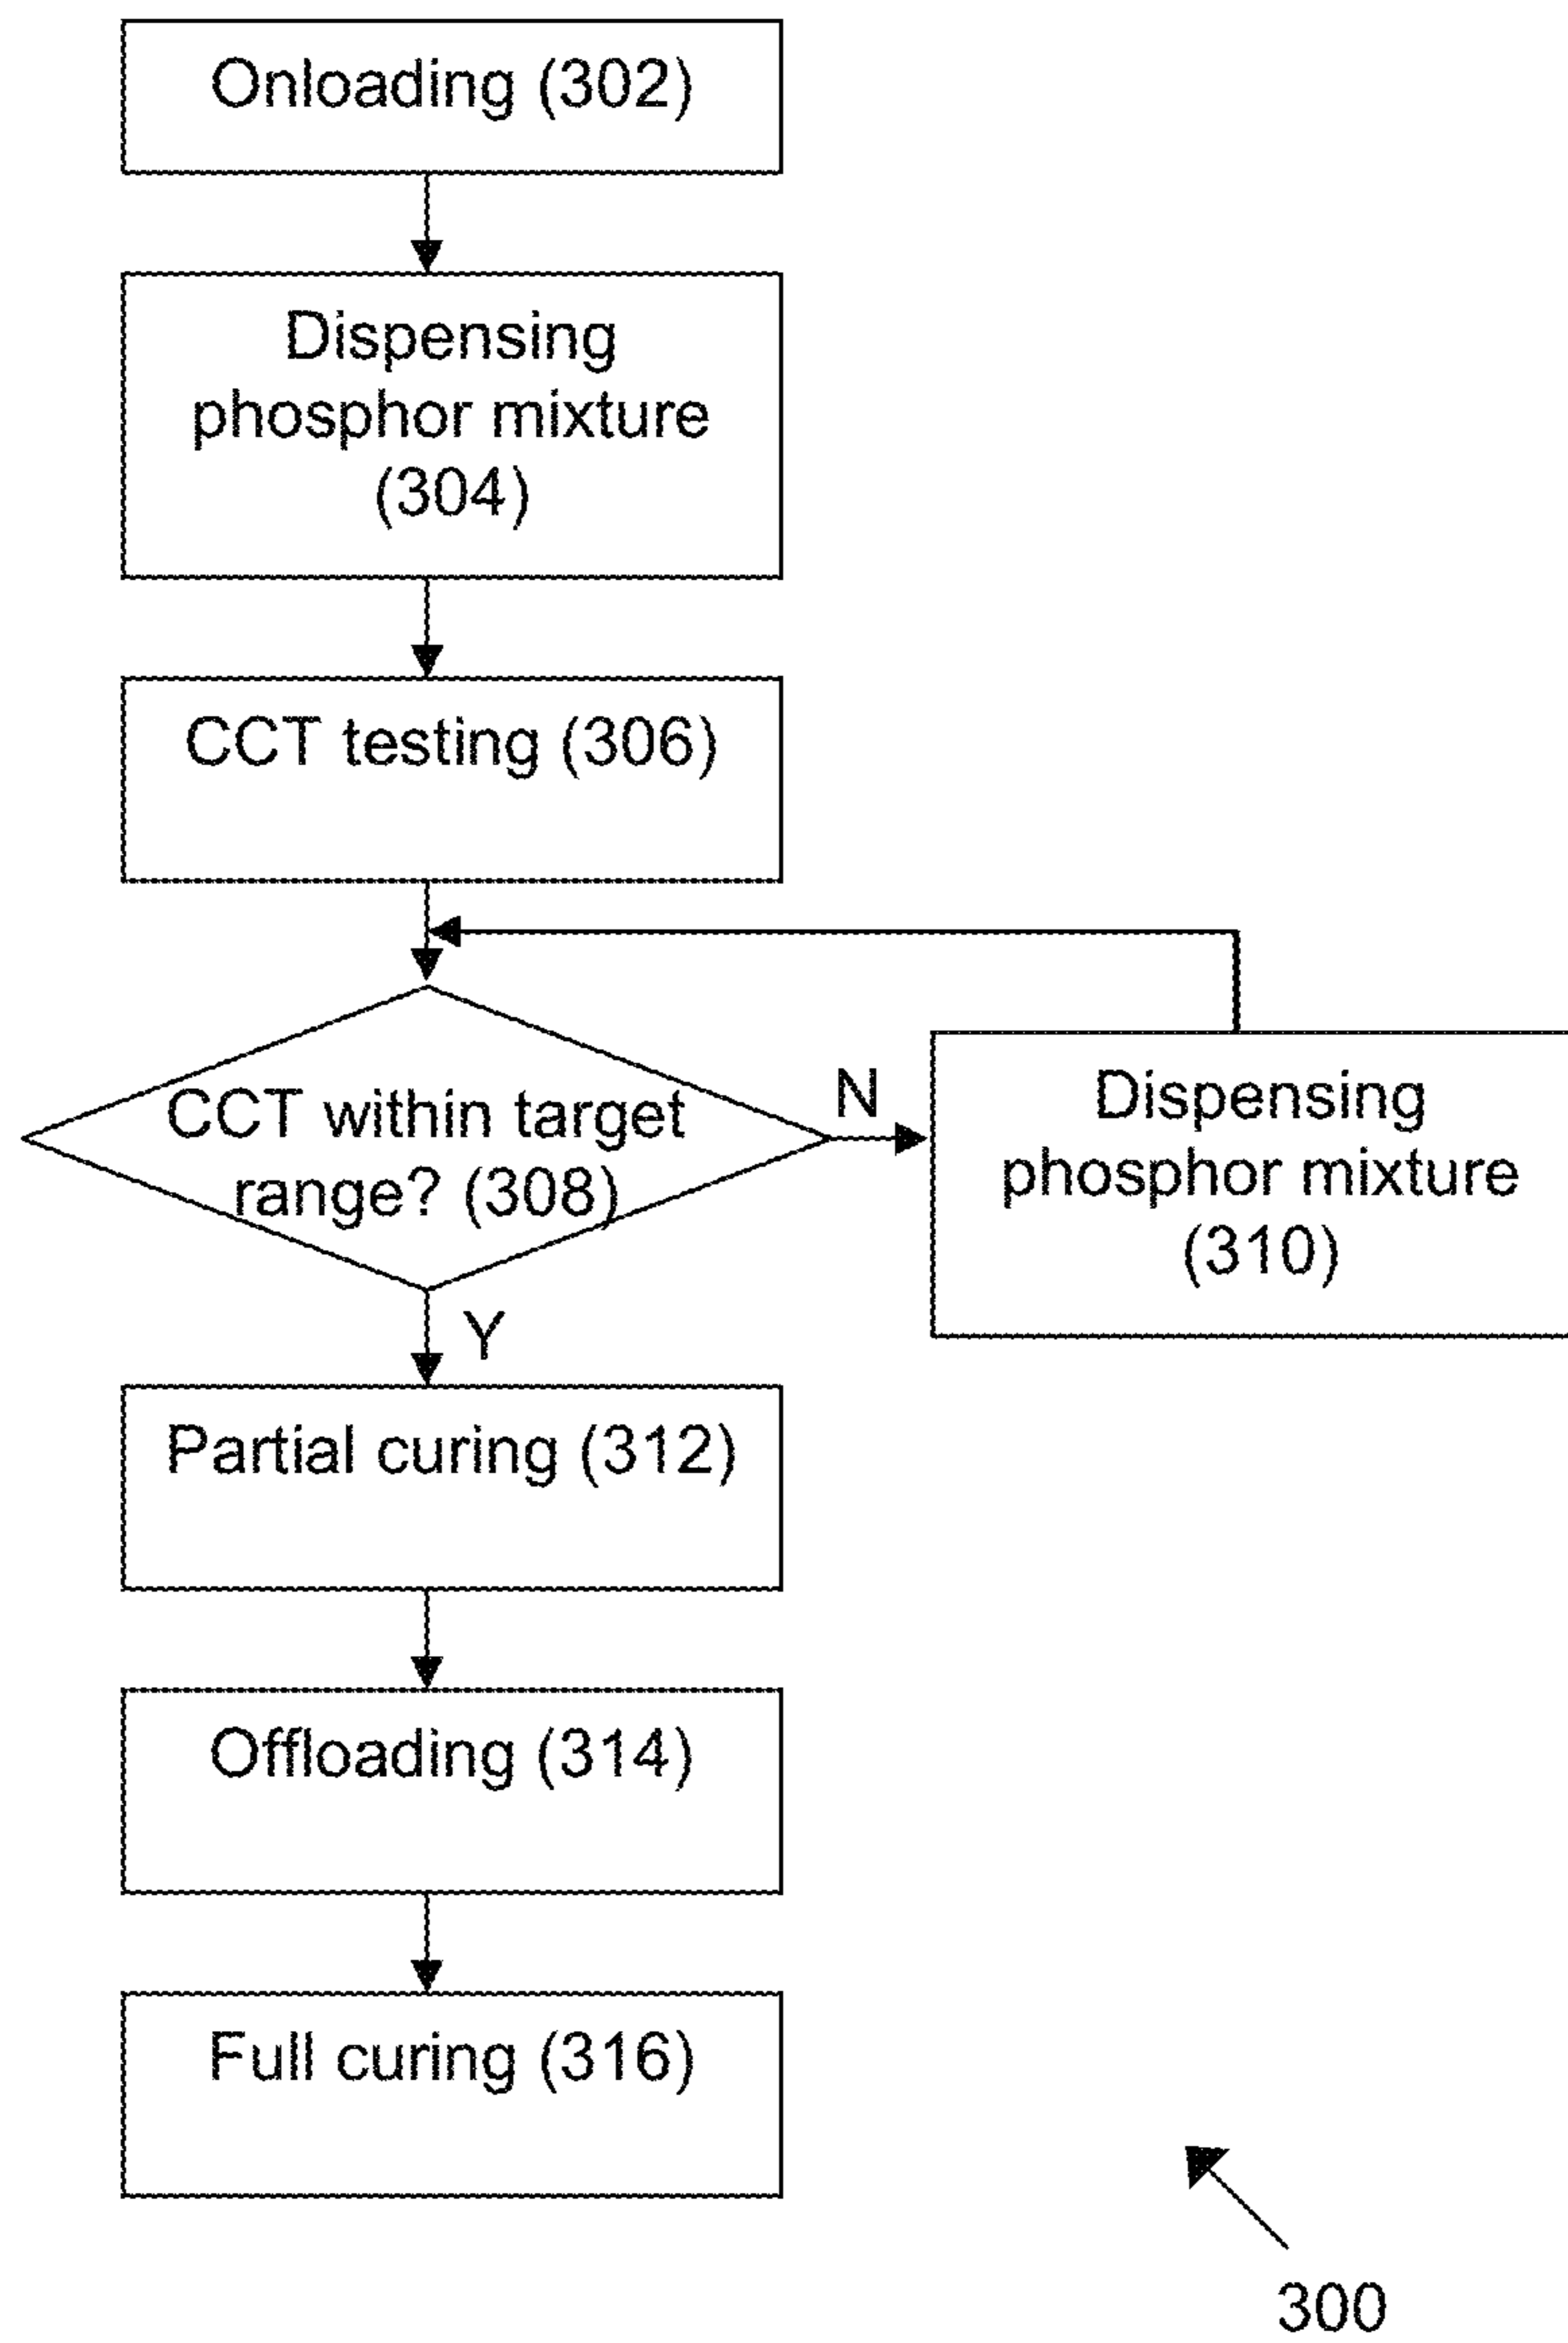 Onloading (302)
Dispensing
phosphor mixture
(304)
CCT testing (306)
CCT within target
range? (308)
N
Dispensing
phosphor mixture
(310)
Y
Partial curing (312)
Offloading (314)
Full curing (316)
300